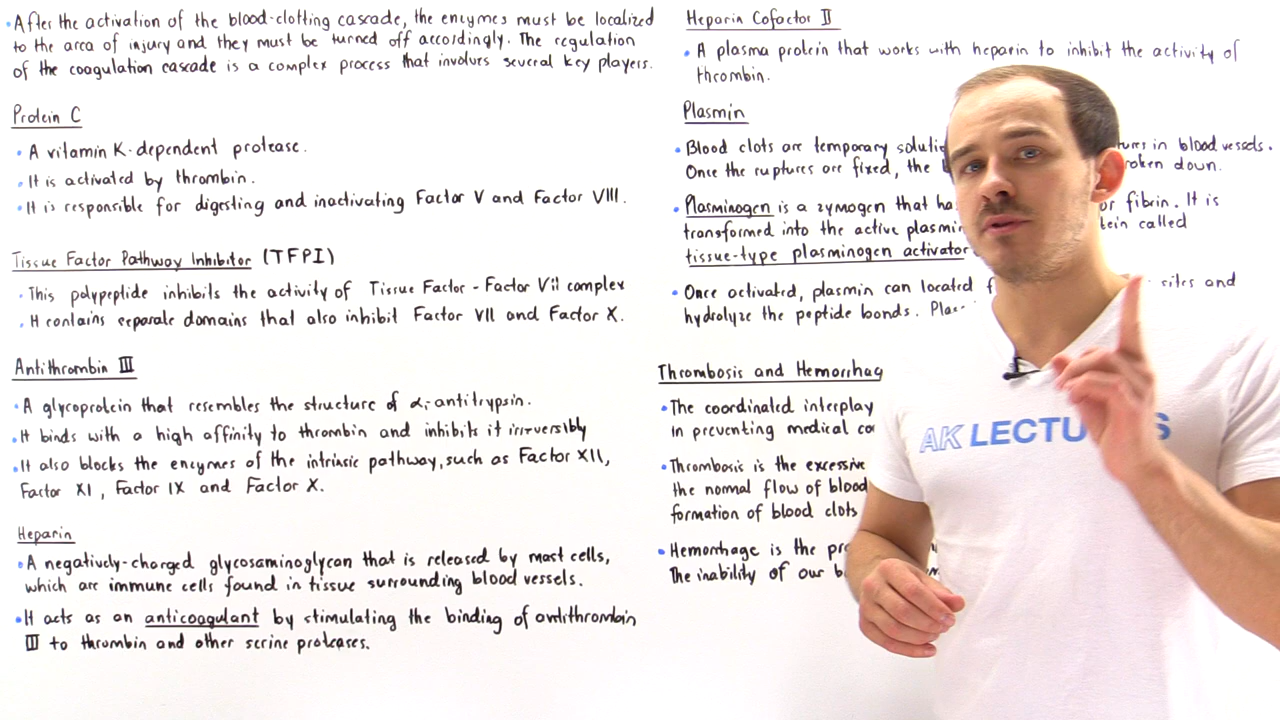 • After the activation of the blood-clotting cascade, the enzymes must be localized
to the area of injury and they must be turned off accordingly. The regulation
of the coagulation cascade is a complex process that involves several key players.
Protein C
• A vitamin K-dependent protease.
• It is activated by thrombin.
• It is responsible for digesting and inactivating Factor V and Factor VIII.
Tissue Factor Pathway Inhibitor (TFPI)
• This polypeptide inhibits the activity of Tissue Factor - Factor VII complex
• It contains separate domains that also inhibit Factor VII and Factor X.
Antithrombin III
• A glycoprotein that resembles the structure of α1-antitrypsin.
• It binds with a high affinity to thrombin and inhibits it irreversibly
• It also blocks the enzymes of the intrinsic pathway, such as Factor XII,
Factor XI, Factor IX and Factor X.
Heparin
• A negatively-charged glycosaminoglycan that is released by mast cells,
which are immune cells found in tissue surrounding blood vessels.
• It acts as an anticoagulant by stimulating the binding of antithrombin
III to thrombin and other serine proteases.
Heparin Cofactor II
• A plasma protein that works with heparin to inhibit the activity of
thrombin.
Plasmin
• Blood clots are temporary in blood vessels.
Once the ruptures are fixed, the down.
• Plasminogen is a zymogen that fibrin. It is
transformed into the active called
tissue-type plasminogen activator
• Once activated, plasmin can located sites and
hydrolyze the peptide bonds.
Thrombosis and
• The coordinated interplay
in preventing medical
• Thrombosis is the excessive
the normal flow of blood
formation of blood clots
• Hemorrhage is the
the inability of our
AK LECTURES